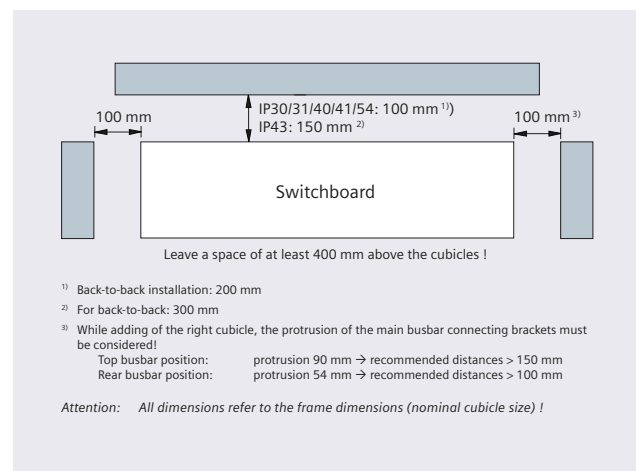 IP30/31/40/41/54: 100 mm ¹⁾)
IP43: 150 mm ²⁾
100 mm
100 mm ³⁾
Switchboard
Leave a space of at least 400 mm above the cubicles !
¹⁾ Back-to-back installation: 200 mm
²⁾ For back-to-back: 300 mm
³⁾ While adding of the right cubicle, the protrusion of the main busbar connecting brackets must
be considered!
Top busbar position: protrusion 90 mm → recommended distances > 150 mm
Rear busbar position: protrusion 54 mm → recommended distances > 100 mm
Attention: All dimensions refer to the frame dimensions (nominal cubicle size) !